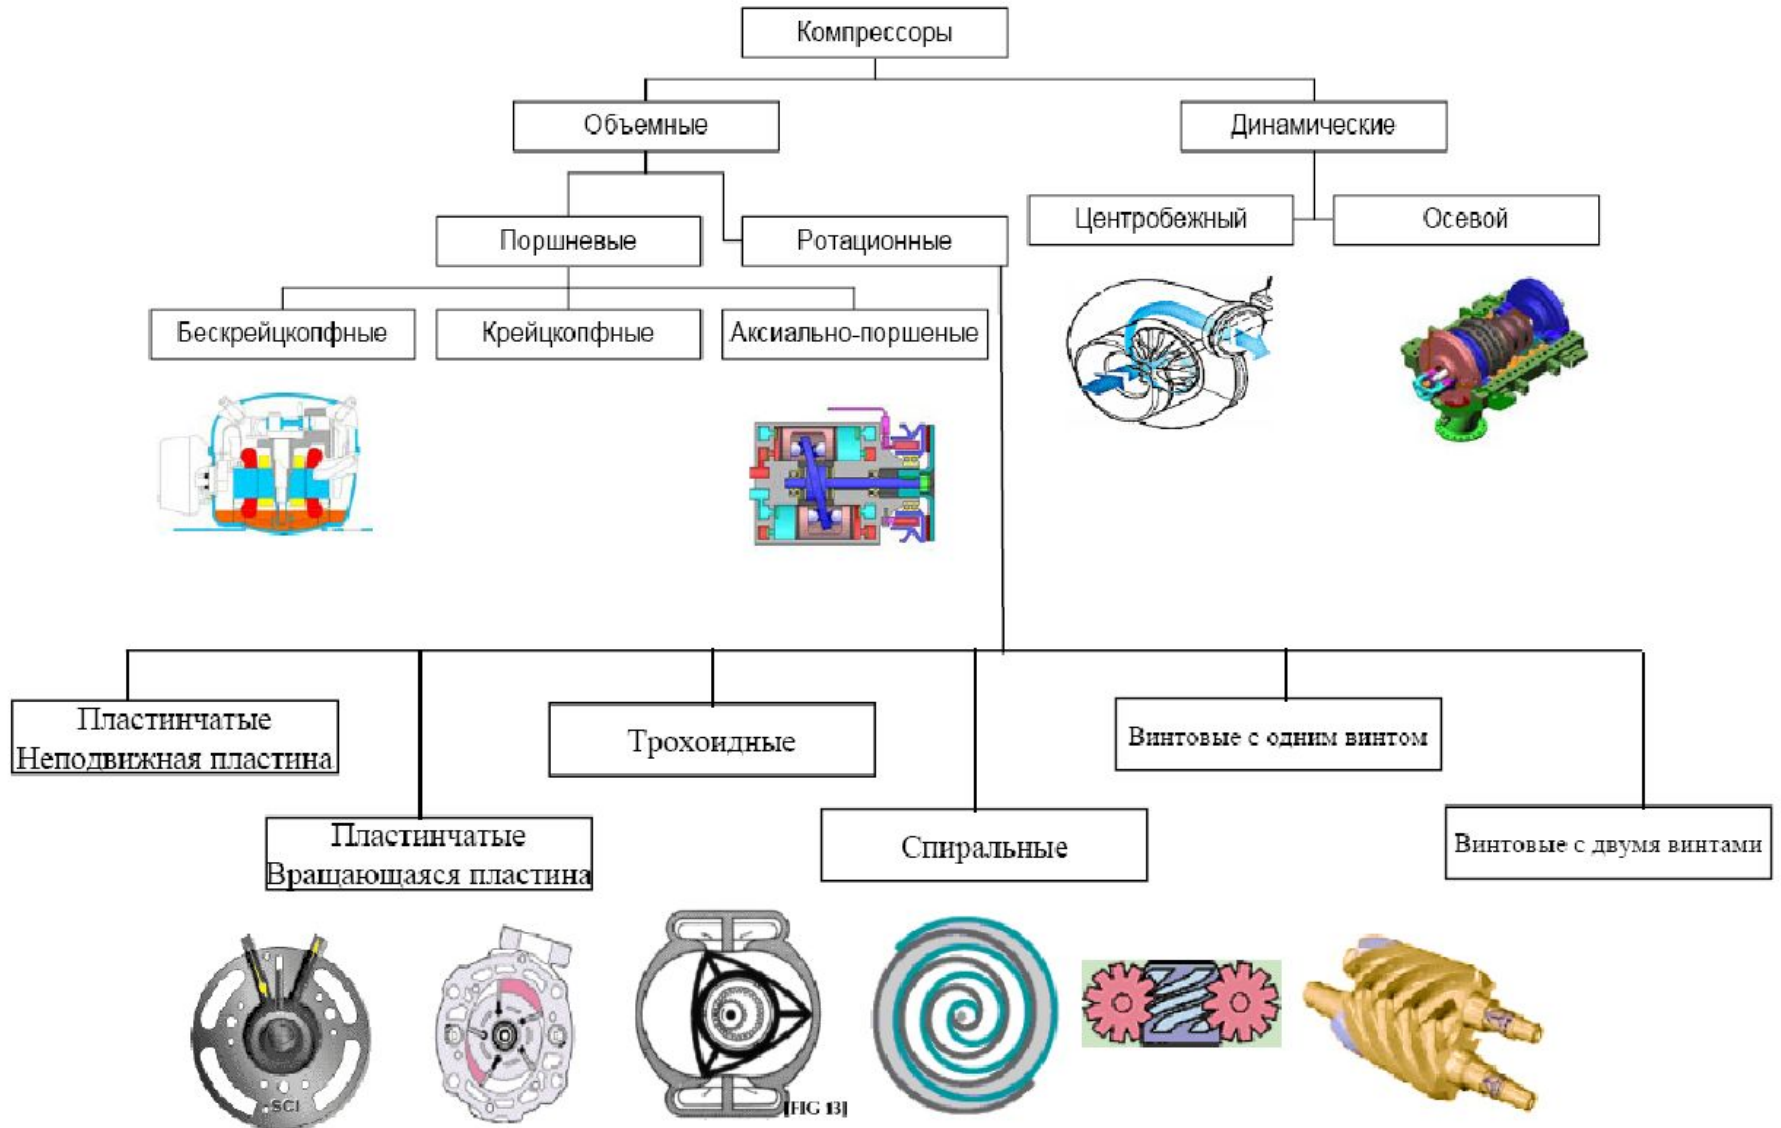 Компрессоры
Объемные
Динамические
Центробежный
Осевой
Поршневые
Ротационные
Бескрейцкопфные
Крейцкопфные
Аксиально-поршеные
Пластинчатые
Неподвижная пластина
Трохоидные
Винтовые с одним винтом
Пластинчатые
Вращающаяся пластина
Спиральные
Винтовые с двумя винтами
SCI
[FIG 13]